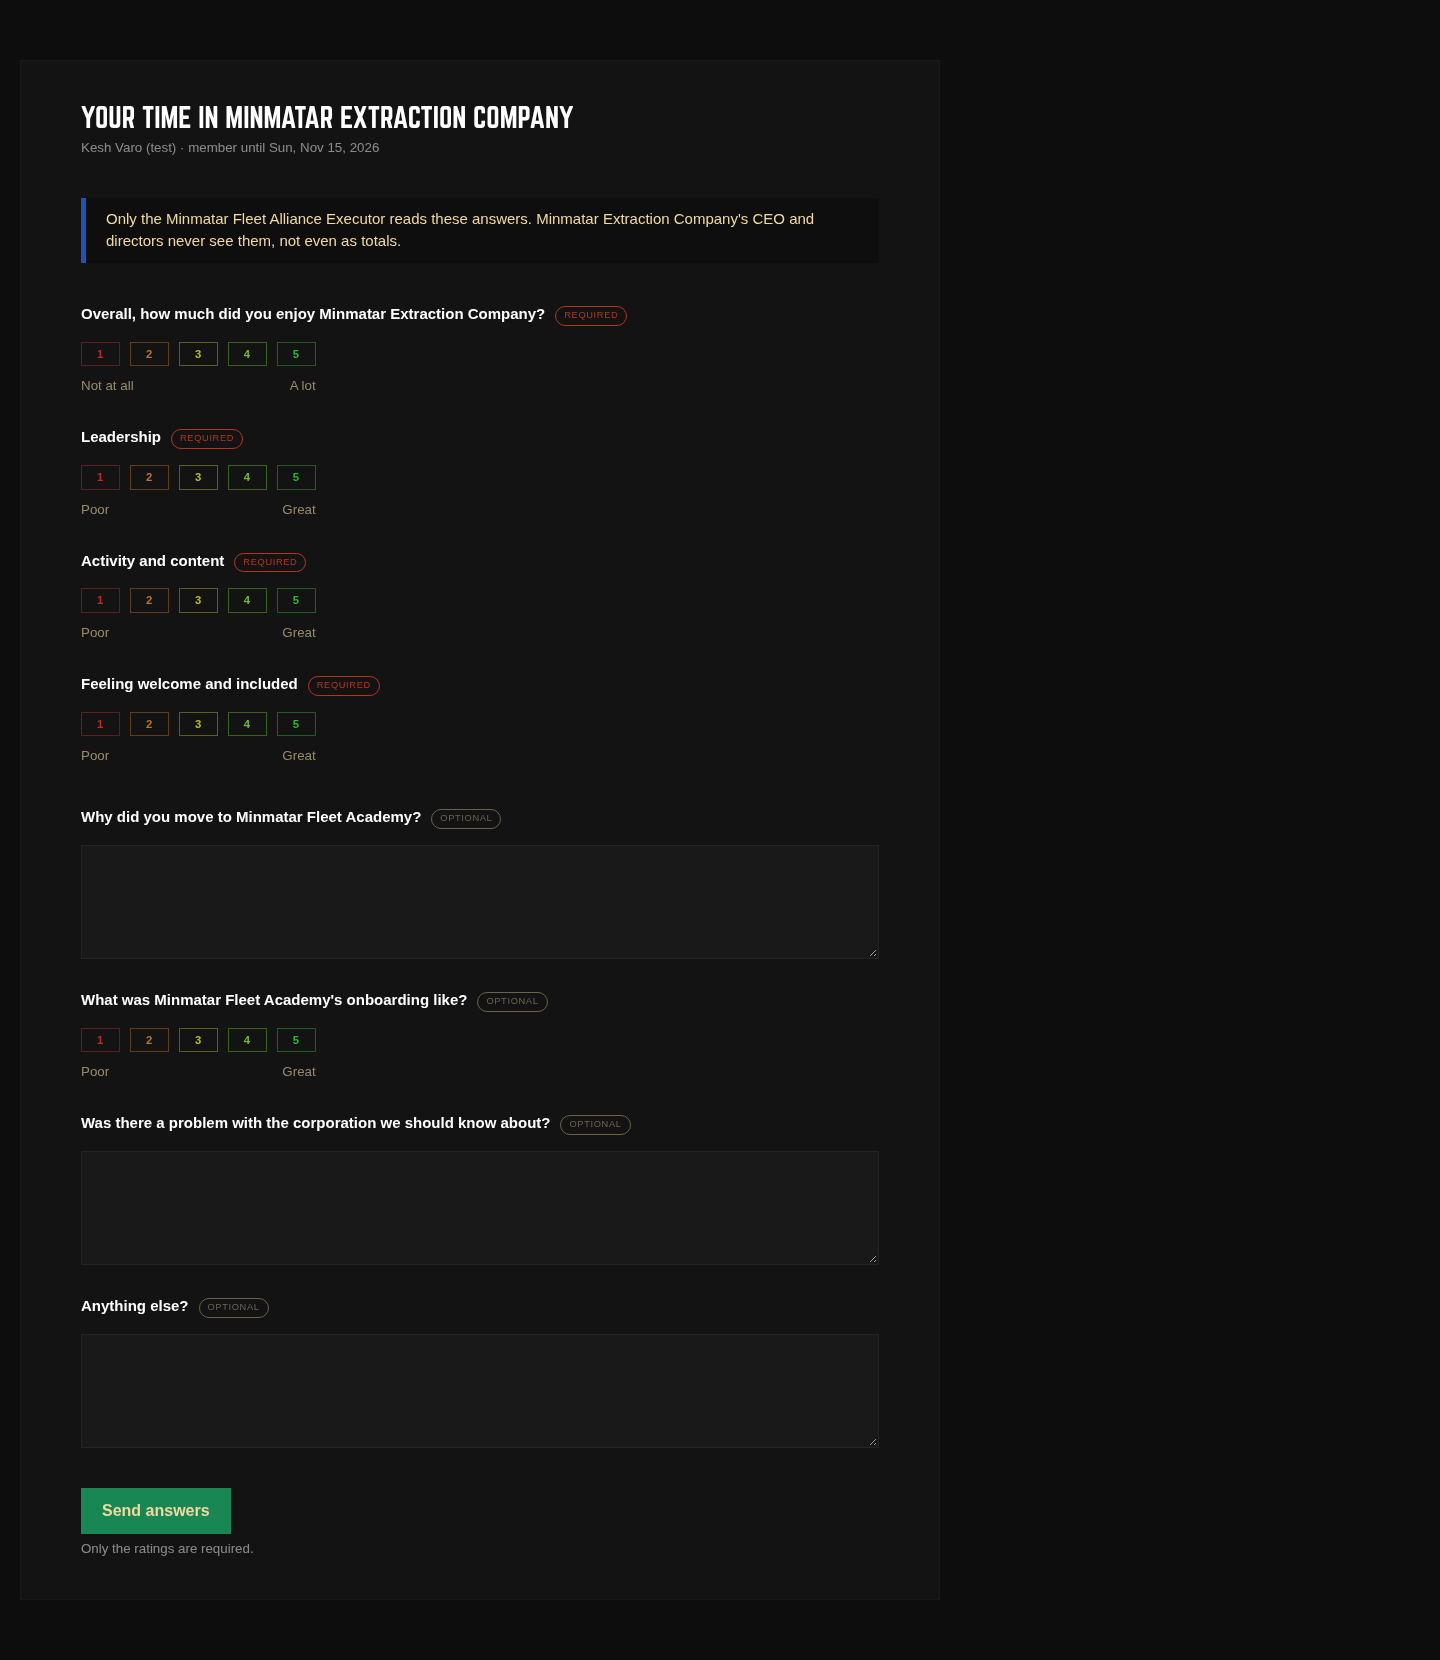 YOUR TIME IN MINMATAR EXTRACTION COMPANY
Kesh Varo (test) · member until Sun, Nov 15, 2026
Only the Minmatar Fleet Alliance Executor reads these answers. Minmatar Extraction Company's CEO and
directors never see them, not even as totals.
Overall, how much did you enjoy Minmatar Extraction Company? REQUIRED
1 2 3 4 5
Not at all A lot
Leadership REQUIRED
1 2 3 4 5
Poor Great
Activity and content REQUIRED
1 2 3 4 5
Poor Great
Feeling welcome and included REQUIRED
1 2 3 4 5
Poor Great
Why did you move to Minmatar Fleet Academy? OPTIONAL
What was Minmatar Fleet Academy's onboarding like? OPTIONAL
1 2 3 4 5
Poor Great
Was there a problem with the corporation we should know about? OPTIONAL
Anything else? OPTIONAL
Send answers
Only the ratings are required.